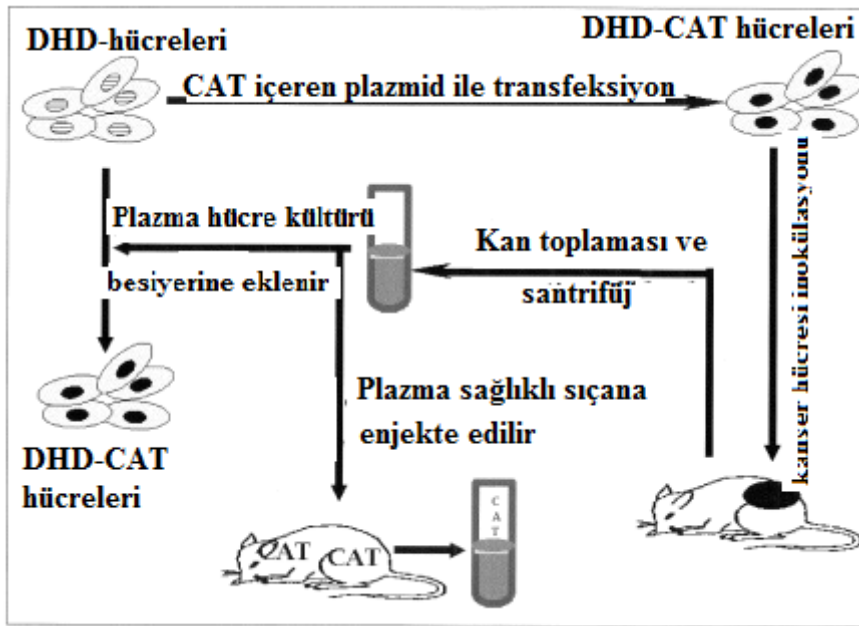 DHD-hücreleri
DHD-CAT hücreleri
CAT içeren plazmid ile transfeksiyon
kanser hücresi inokülasyonu
Plazma hücre kültürü
besiyerine eklenir
Kan toplaması ve
santrifüj
Plazma sağlıklı sıçana
enjekte edilir
DHD-CAT
hücreleri
CAT
CAT
CAT